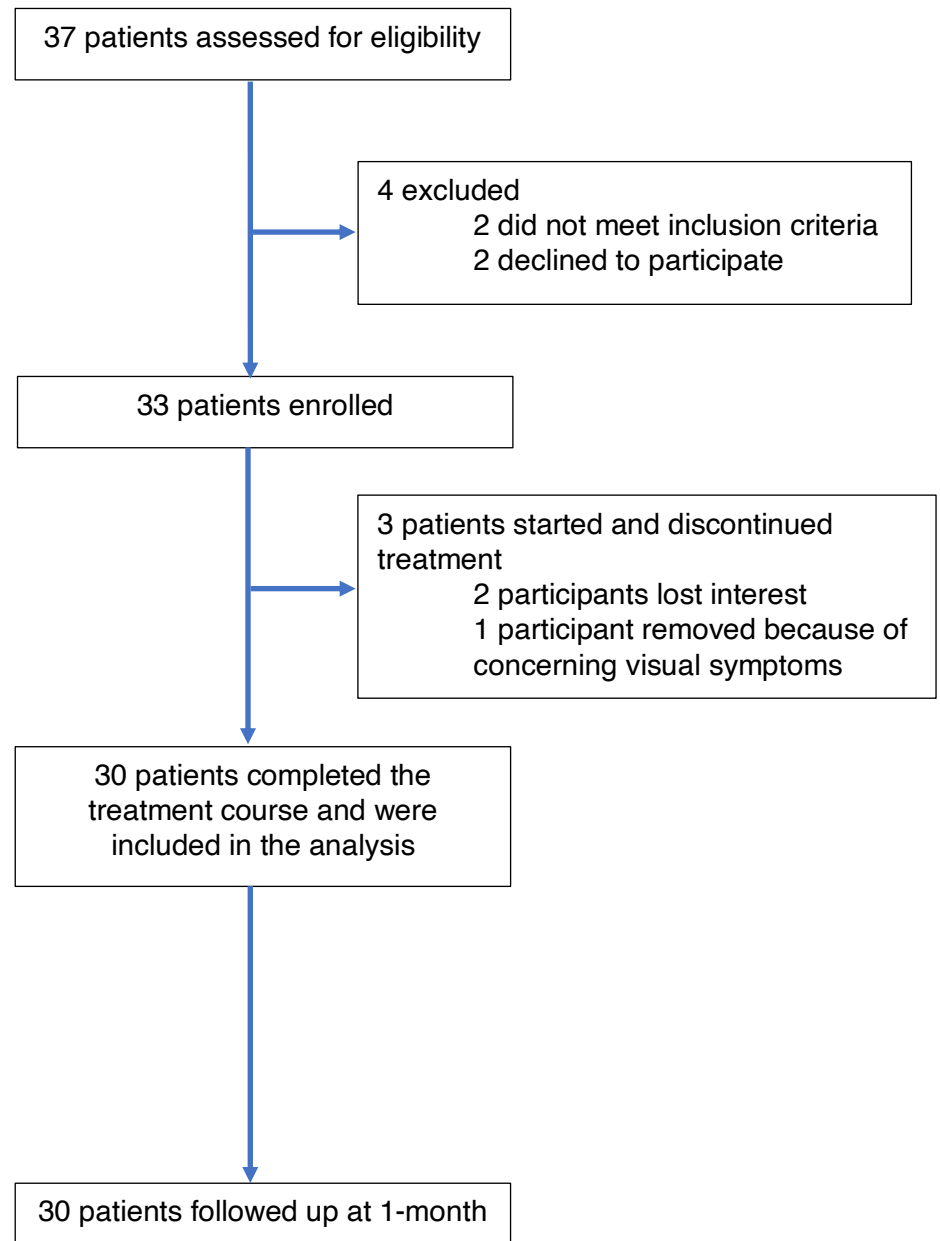 37 patients assessed for eligibility
4 excluded
2 did not meet inclusion criteria
2 declined to participate
33 patients enrolled
3 patients started and discontinued
treatment
2 participants lost interest
1 participant removed because of
concerning visual symptoms
30 patients completed the
treatment course and were
included in the analysis
30 patients followed up at 1-month